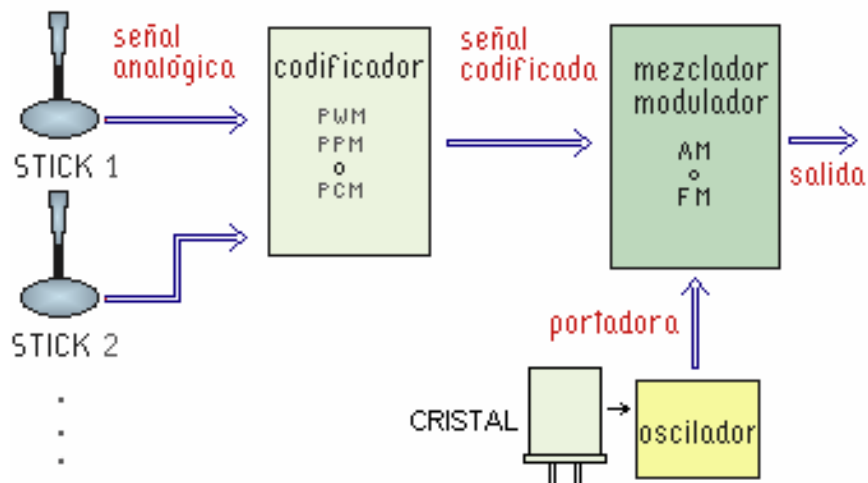 señal
analógica
STICK 1
STICK 2
codificador
PWM
PPM
o
PCM
señal
codificada
mezclador
modulador
AM
o
FM
salida
portadora
CRISTAL
oscilador